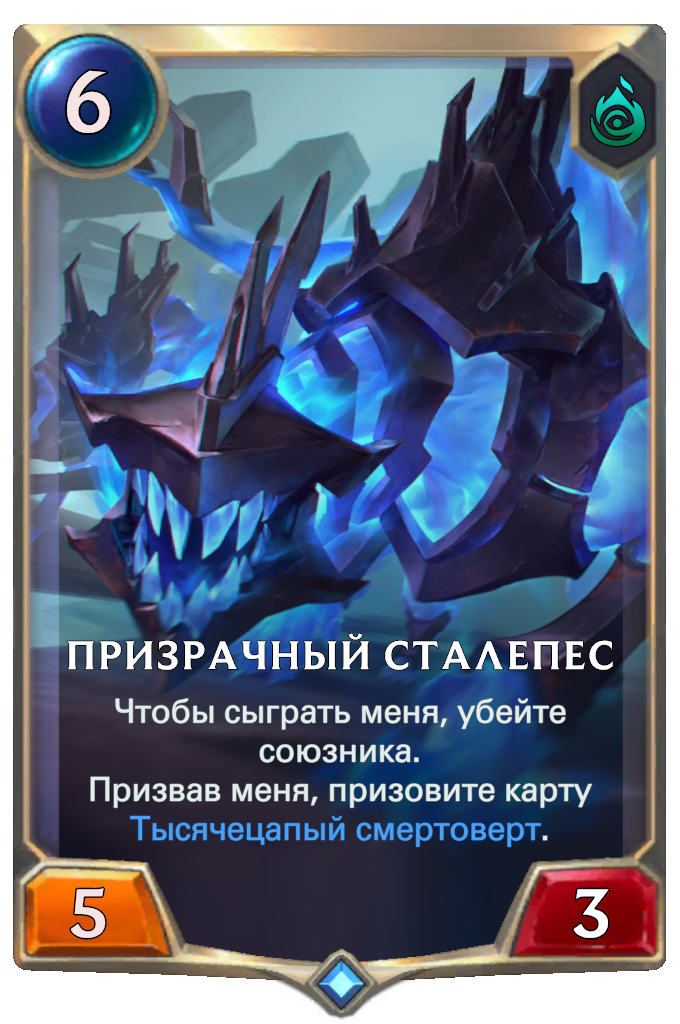 6
ПРИЗРАЧНЫЙ СТАЛЕПЕС
Чтобы сыграть меня, убейте
союзника.
Призвав меня, призовите карту
Тысячецапый смертоверт.
5
3